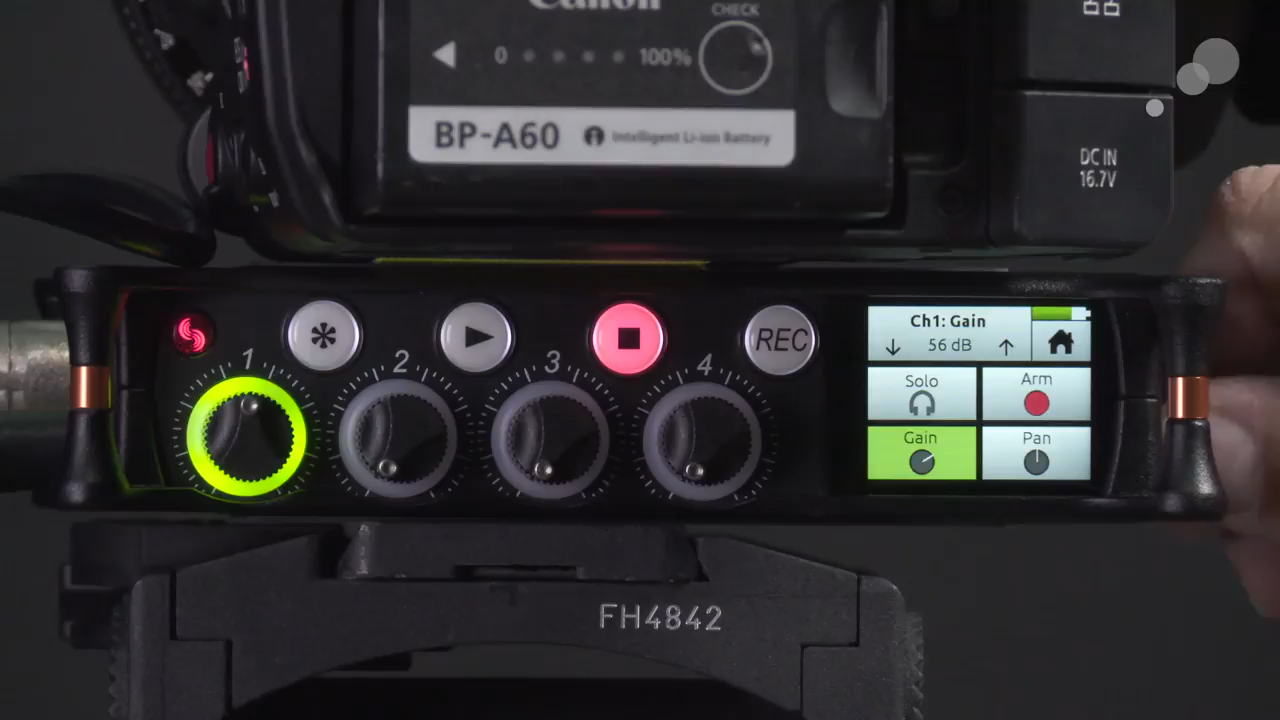 Canon
CHECK
0 100%
BP-A60 Intelligent Li-ion Battery
DC IN
16.7V
1 2 3 4
REC
Ch1: Gain
56 dB
Solo Arm
Gain Pan
FH4842